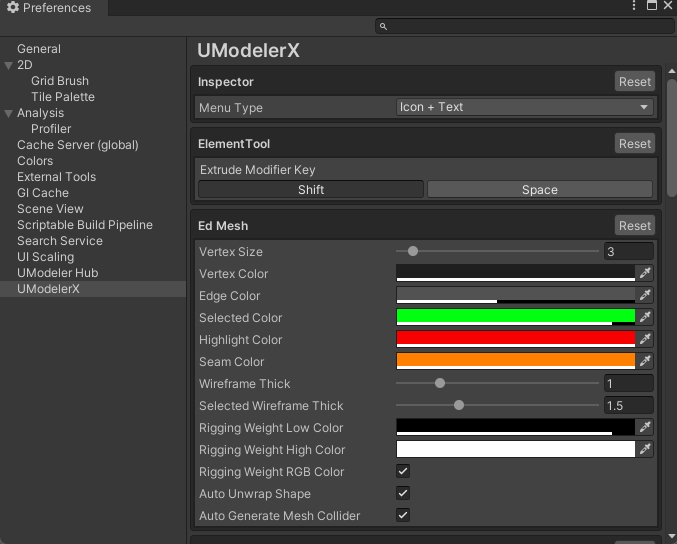 Preferences
General
2D
Grid Brush
Tile Palette
Analysis
Profiler
Cache Server (global)
Colors
External Tools
GI Cache
Scene View
Scriptable Build Pipeline
Search Service
UI Scaling
UModeler Hub
UModelerX
UModelerX
Inspector Reset
Menu Type Icon + Text
ElementTool Reset
Extrude Modifier Key
Shift Space
Ed Mesh Reset
Vertex Size 3
Vertex Color
Edge Color
Selected Color
Highlight Color
Seam Color
Wireframe Thick 1
Selected Wireframe Thick 1.5
Rigging Weight Low Color
Rigging Weight High Color
Rigging Weight RGB Color
Auto Unwrap Shape
Auto Generate Mesh Collider